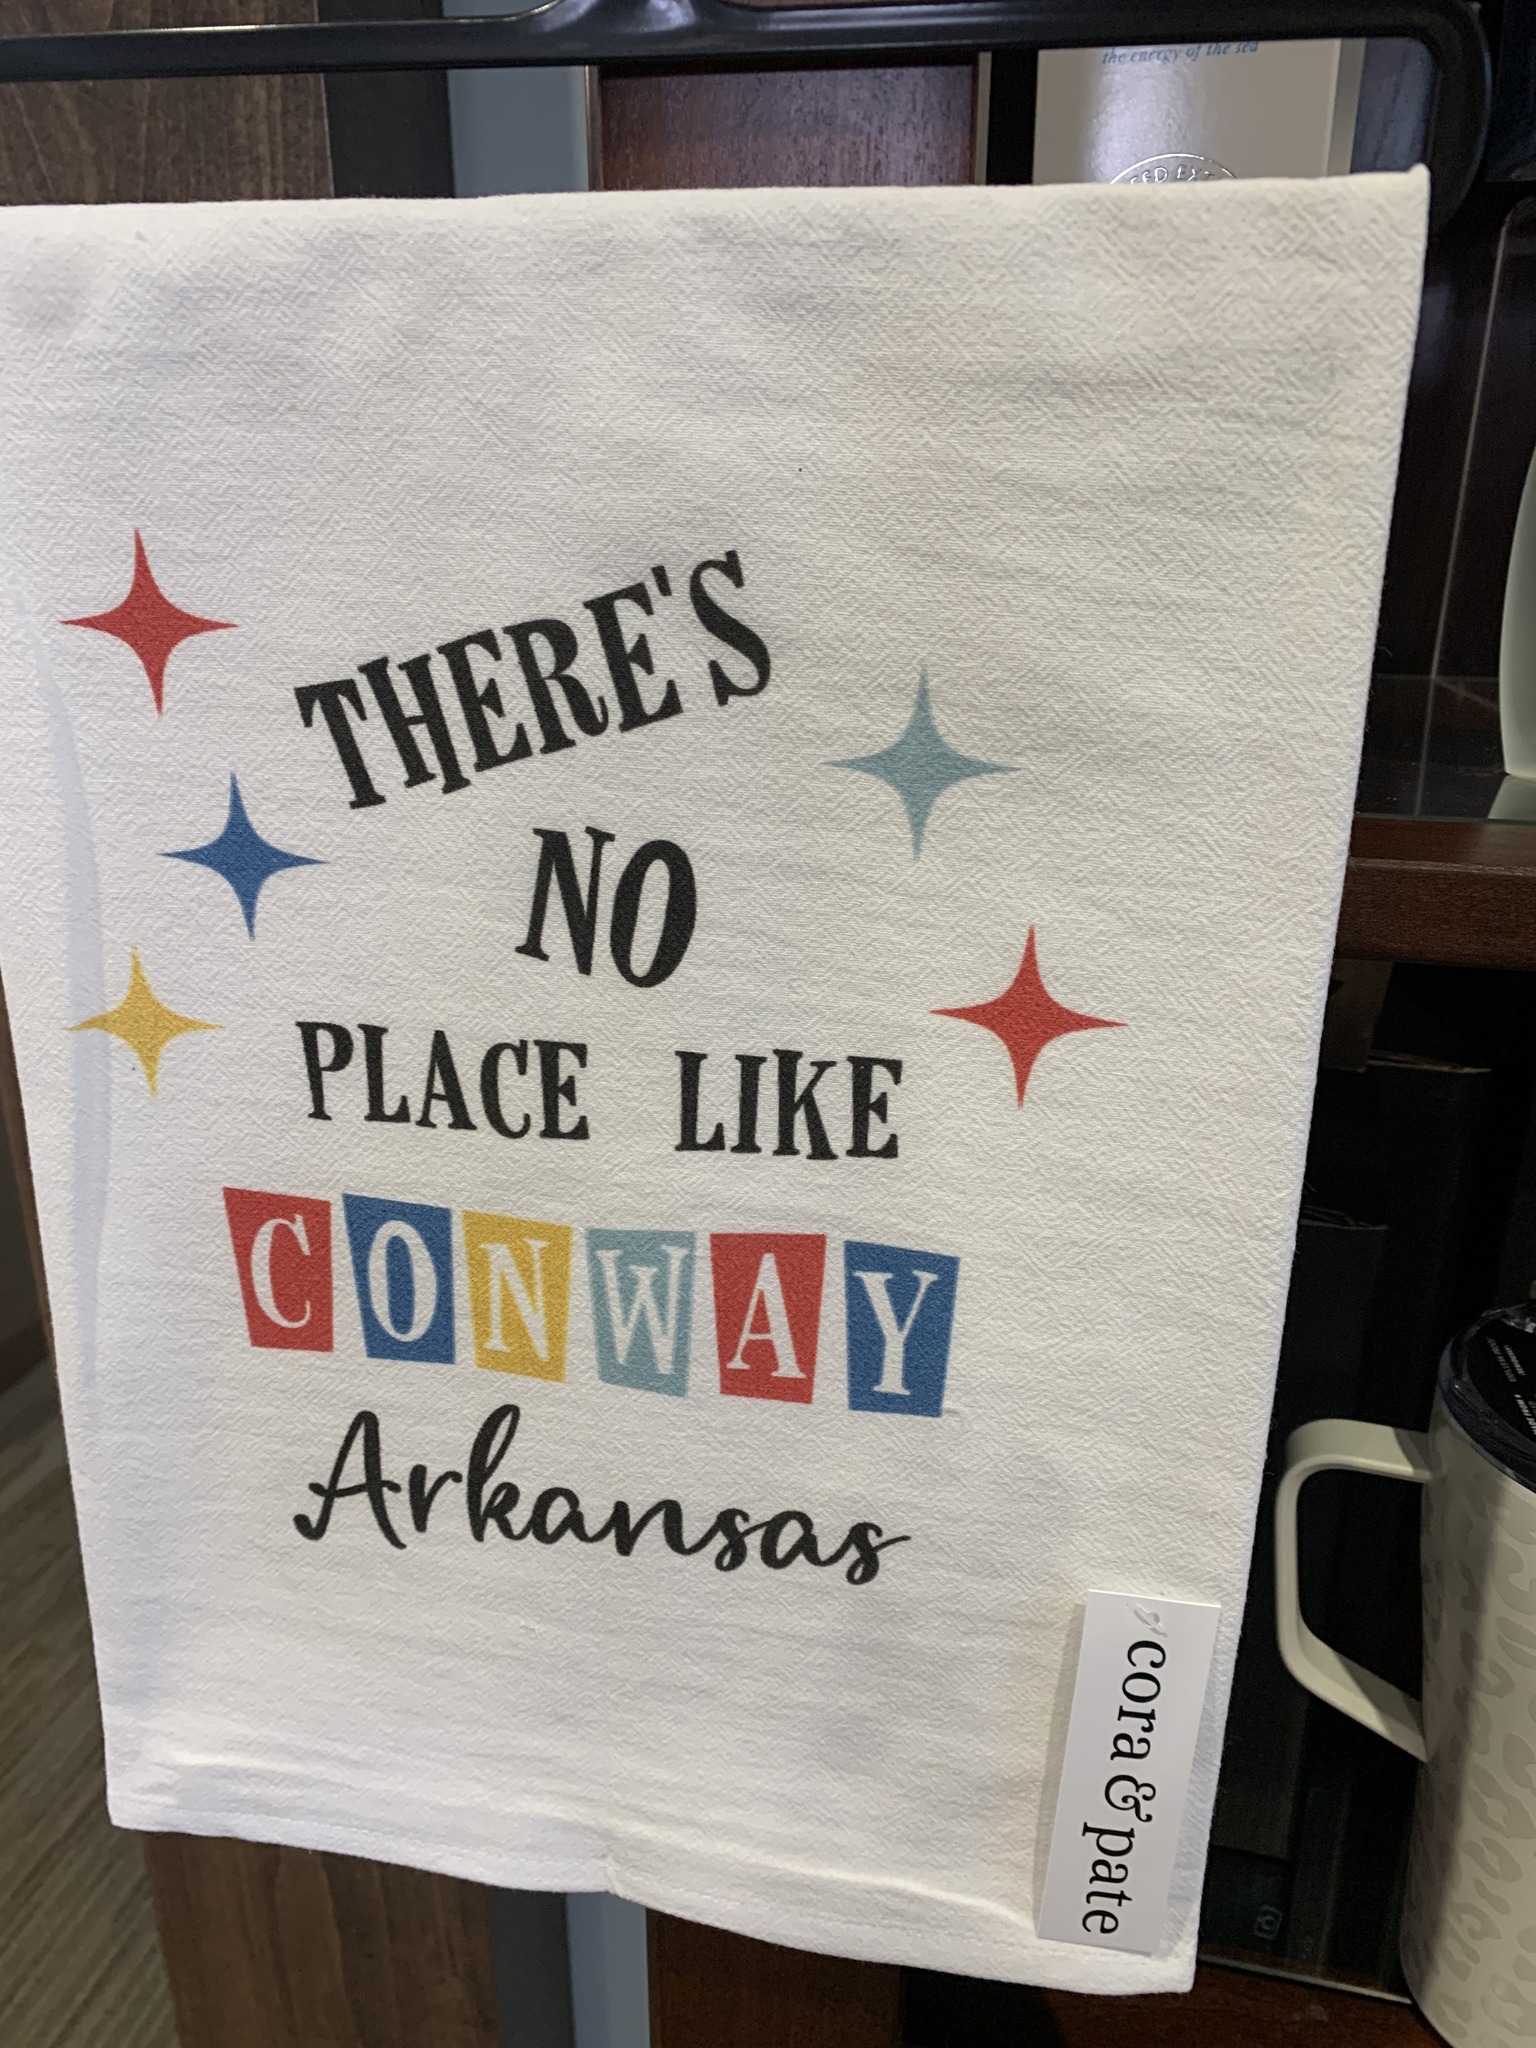 the energy of the sea
THERE'S
NO
PLACE LIKE
CONWAY
Arkansas
cora & pate